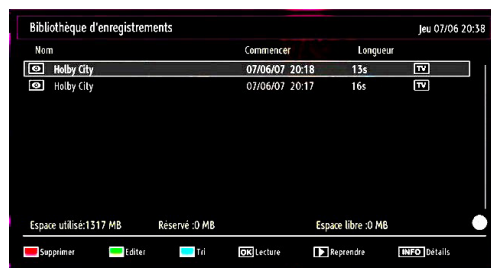 Bibliothèque d'enregistrements Jeu 07/06 20:38
Nom Commencer Longueur
Holby City 07/06/07 20:18 13s TV
Holby City 07/06/07 20:17 16s TV
Espace utilisé:1317 MB Réservé :0 MB Espace libre :0 MB
Supprimer Editer Tri OK Lecture Reprendre INFO Détails